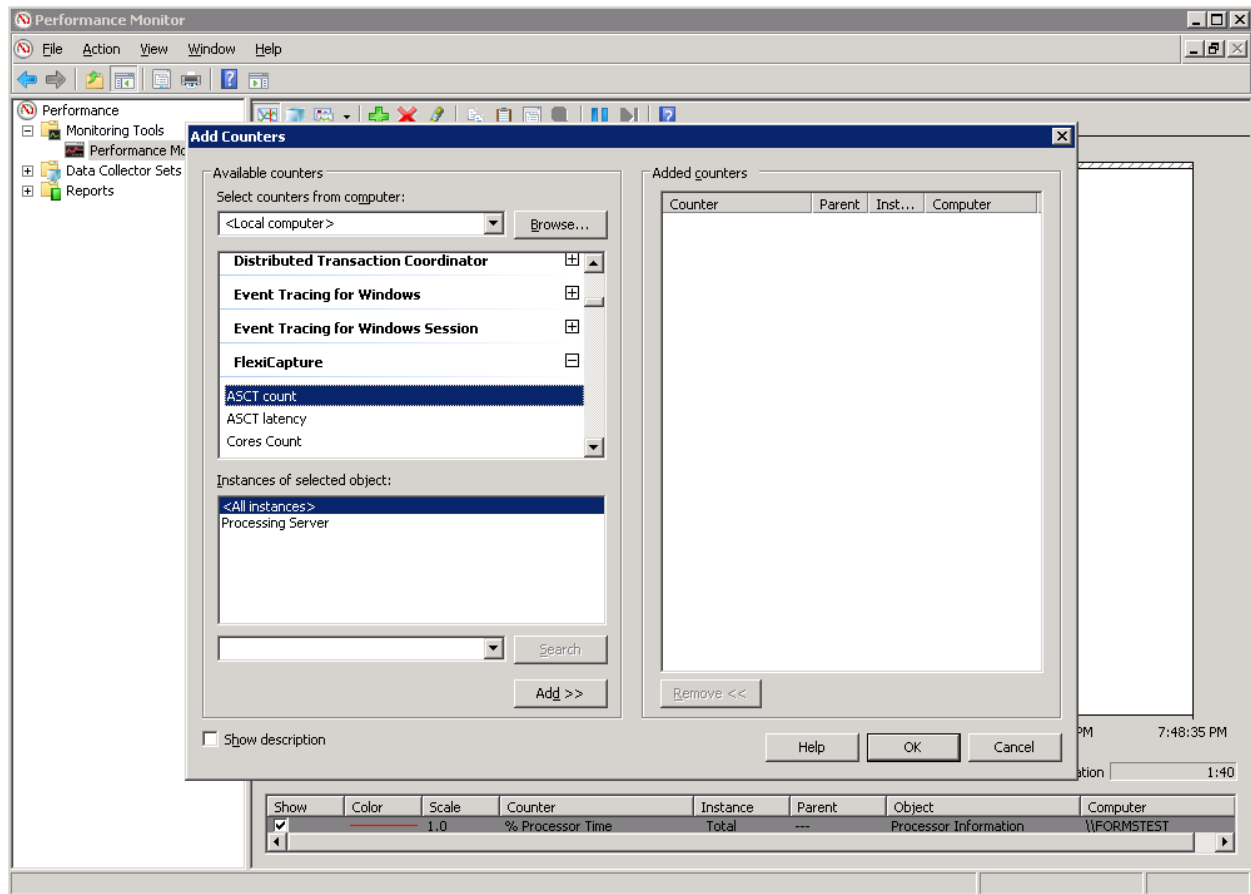 Performance Monitor
File Action View Window Help
Performance
Monitoring Tools
Performance Mo
Data Collector Sets
Reports
Add Counters
Available counters
Select counters from computer:
<Local computer>
Browse...
Distributed Transaction Coordinator
Event Tracing for Windows
Event Tracing for Windows Session
FlexiCapture
ASCT count
ASCT latency
Cores Count
Instances of selected object:
<All instances>
Processing Server
Search
Add >>
Show description
Added counters
Counter Parent Inst... Computer
Remove <<
Help OK Cancel
PM 7:48:35 PM
ation 1:40
Show Color Scale Counter Instance Parent Object Computer
1.0 % Processor Time Total --- Processor Information \\FORMSTEST